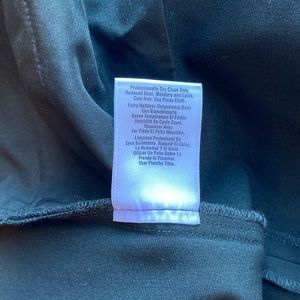 Professionally Dry Clean Only,
Reduced Heat, Moisture and Cycle.
Cool Iron. Use Press Cloth.
Faire Nettoyer Uniquement Dans
Une Blanchisserie.
Basse Température Et Faible
Humidité En Cycle Court.
Repasser Avec
Fer Tiède Et Patte Mouillée.
Limpieza Profesional En
Seco Solamente. Reducir El Calor,
La Humedad Y El Ciclo.
Utilizar Un Paño Sobre La
Prenda Al Planchar.
Usar Plancha Tibia.